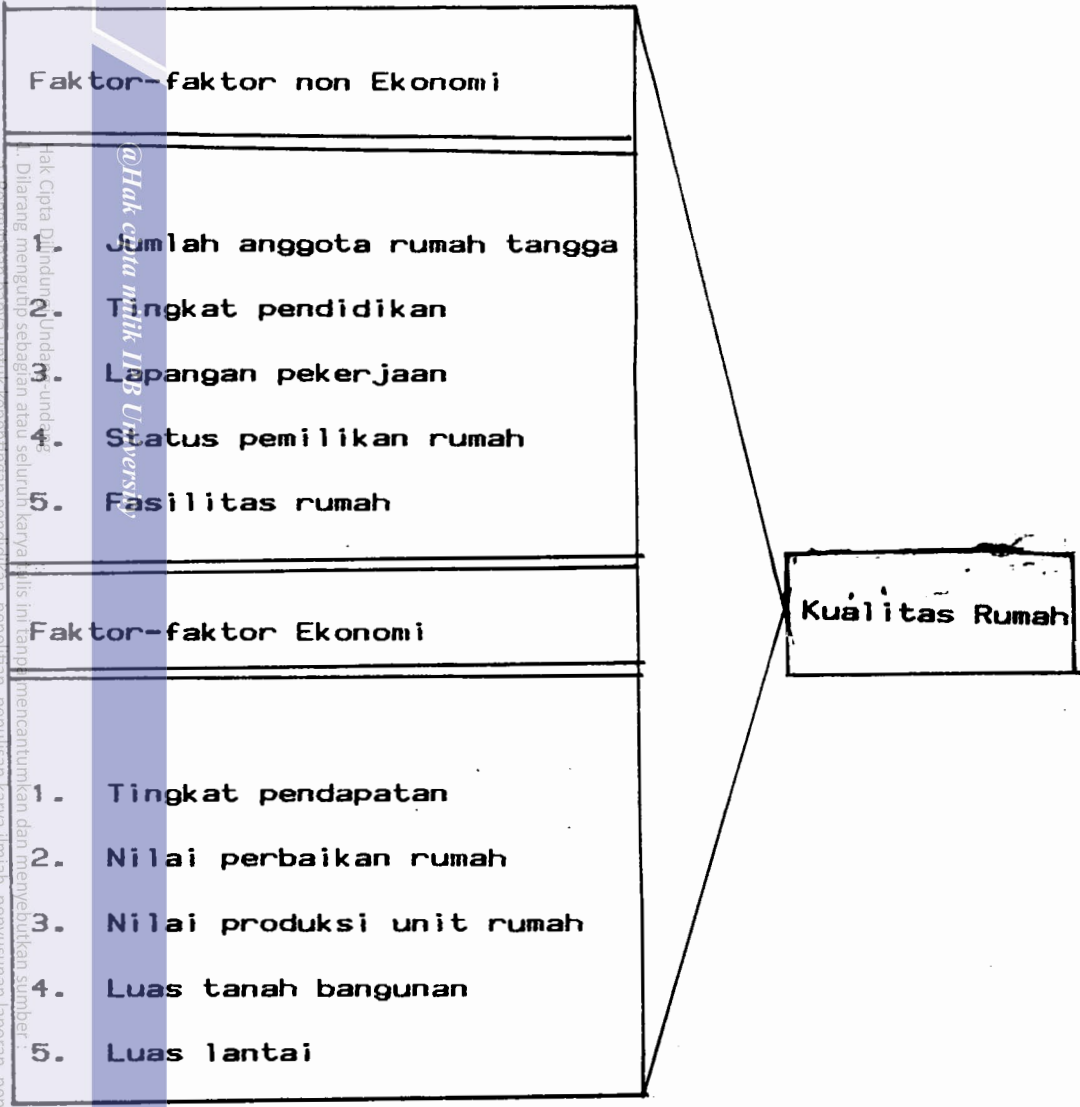 Faktor-faktor non Ekonomi
1. Jumlah anggota rumah tangga
2. Tingkat pendidikan
3. Lapangan pekerjaan
4. Status pemilikan rumah
5. Fasilitas rumah
Faktor-faktor Ekonomi
1. Tingkat pendapatan
2. Nilai perbaikan rumah
3. Nilai produksi unit rumah
4. Luas tanah bangunan
5. Luas lantai
Kualitas Rumah
@Hak cipta milik IPB University
Hak Cipta Dilindungi Undang-undang
1. Dilarang mengutip sebagian atau seluruh karya tulis ini tanpa mencantumkan dan menyebutkan sumber :